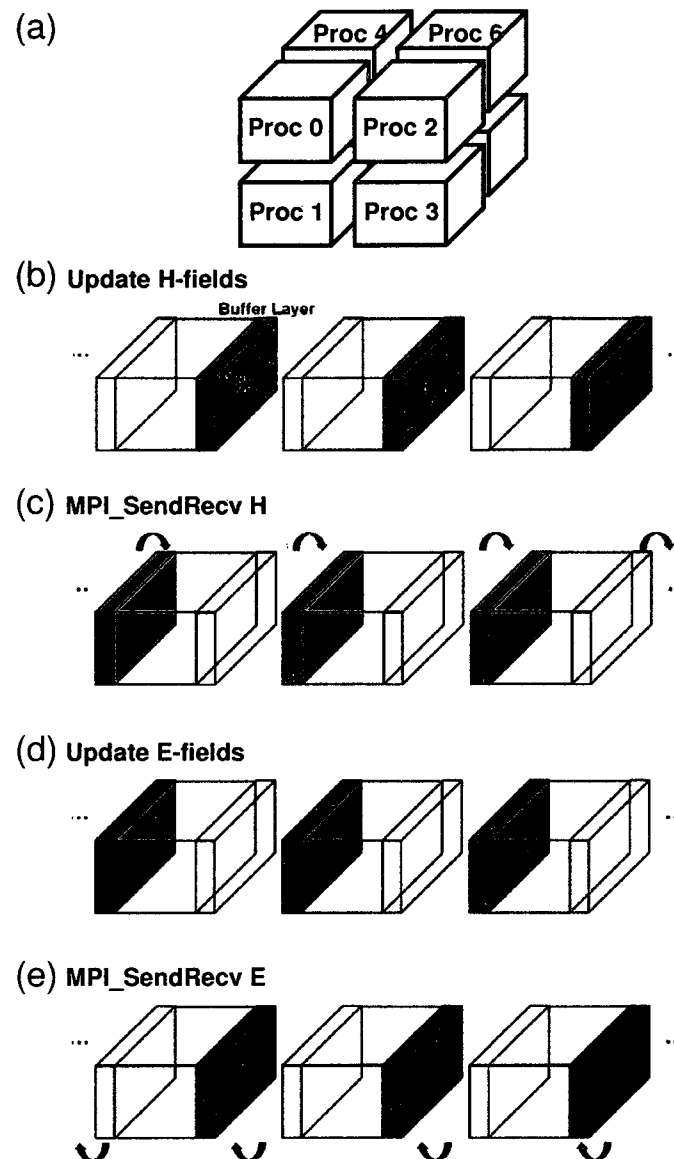 (a)
Proc 4 Proc 6
Proc 0 Proc 2
Proc 1 Proc 3
(b) Update H-fields
Buffer Layer
... ...
(c) MPI_SendRecv H
... ...
(d) Update E-fields
... ...
(e) MPI_SendRecv E
... ...